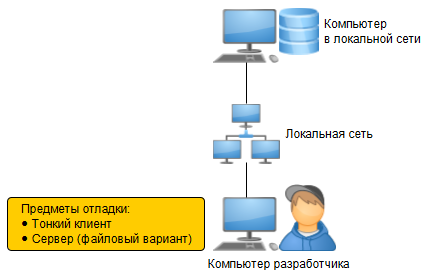 Компьютер
в локальной сети
Локальная сеть
Предметы отладки:
● Тонкий клиент
● Сервер (файловый вариант)
Компьютер разработчика